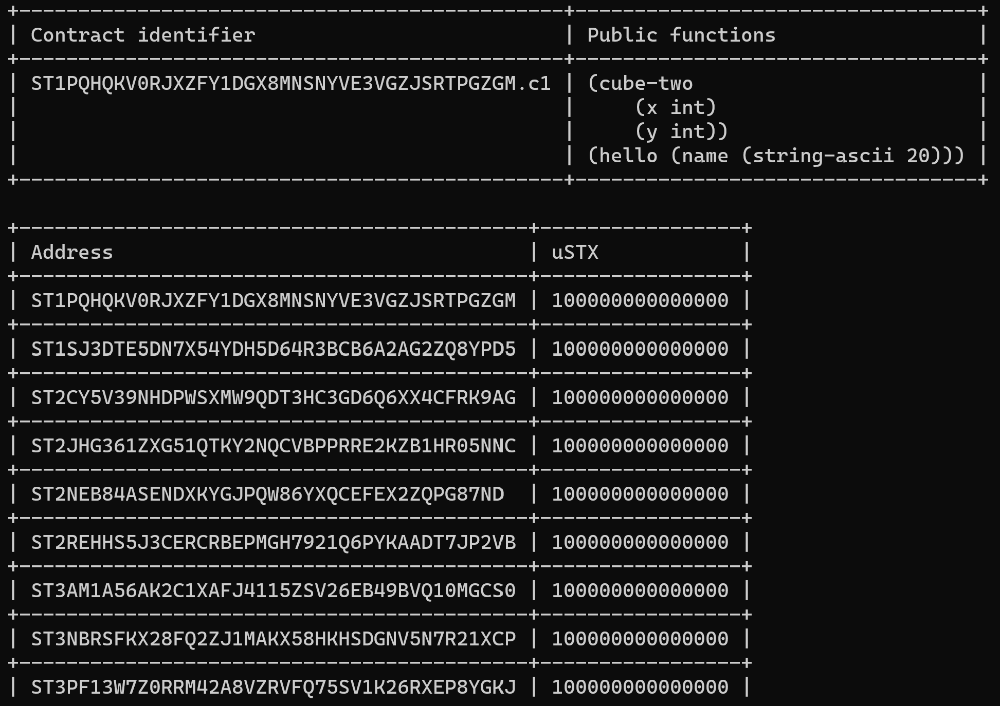 +----------------------------------------------+----------------------------------+
| Contract identifier                          | Public functions                 |
+----------------------------------------------+----------------------------------+
| ST1PQHQKV0RJXZFY1DGX8MNSNYVE3VGZJSRTPGZGM.c1 | (cube-two                        |
|                                              |     (x int)                      |
|                                              |     (y int))                     |
|                                              | (hello (name (string-ascii 20))) |
+----------------------------------------------+----------------------------------+

+-------------------------------------------+-----------------+
| Address                                   | uSTX            |
+-------------------------------------------+-----------------+
| ST1PQHQKV0RJXZFY1DGX8MNSNYVE3VGZJSRTPGZGM | 100000000000000 |
+-------------------------------------------+-----------------+
| ST1SJ3DTE5DN7X54YDH5D64R3BCB6A2AG2ZQ8YPD5 | 100000000000000 |
+-------------------------------------------+-----------------+
| ST2CY5V39NHDPWSXMW9QDT3HC3GD6Q6XX4CFRK9AG | 100000000000000 |
+-------------------------------------------+-----------------+
| ST2JHG361ZXG51QTKY2NQCVBPPRRE2KZB1HR05NNC | 100000000000000 |
+-------------------------------------------+-----------------+
| ST2NEB84ASENDXKYGJPQW86YXQCEFEX2ZQPG87ND  | 100000000000000 |
+-------------------------------------------+-----------------+
| ST2REHHS5J3CERCRBEPMGH7921Q6PYKAADT7JP2VB | 100000000000000 |
+-------------------------------------------+-----------------+
| ST3AM1A56AK2C1XAFJ4115ZSV26EB49BVQ10MGCS0 | 100000000000000 |
+-------------------------------------------+-----------------+
| ST3NBRSFKX28FQ2ZJ1MAKX58HKHSDGNV5N7R21XCP | 100000000000000 |
+-------------------------------------------+-----------------+
| ST3PF13W7Z0RRM42A8VZRVFQ75SV1K26RXEP8YGKJ | 100000000000000 |